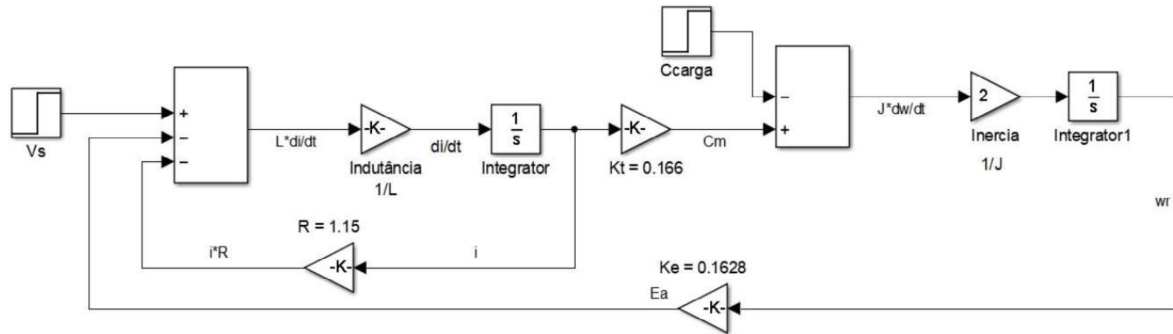 Vs
+
−
−
L*di/dt
-K-
Indutância
1/L
di/dt
1
s
Integrator
-K-
Kt = 0.166
Cm
Ccarga
−
+
J*dw/dt
2
Inercia
1/J
1
s
Integrator1
wr
R = 1.15
-K-
i*R
i
Ke = 0.1628
-K-
Ea